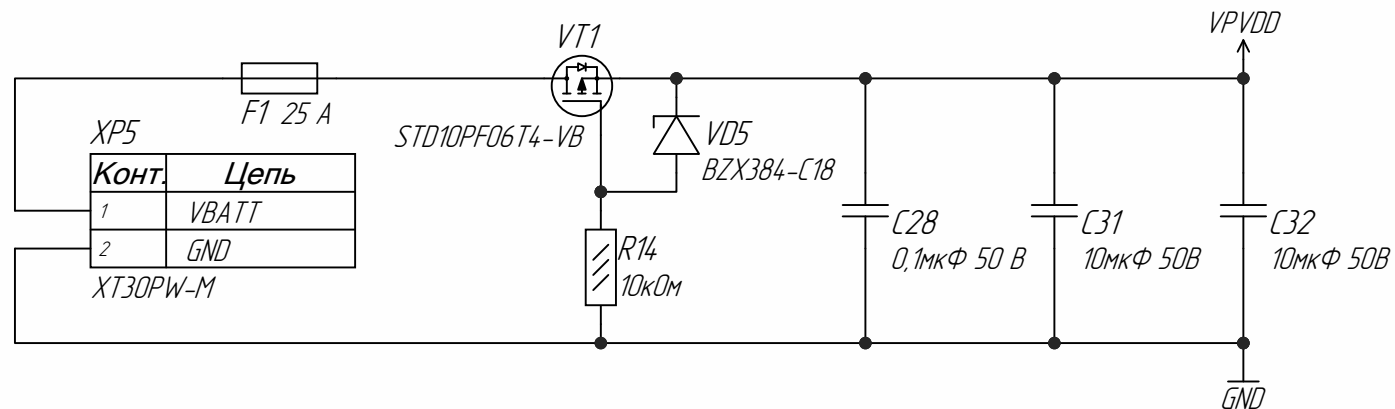 VPVDD
VT1
F1 25 А
STD10PF06T4-VB
XP5
VD5
BZX384-C18
Конт. Цепь
1 VBATT
2 GND
XT30PW-M
R14
10кОм
C28
0,1мкФ 50 В
C31
10мкФ 50В
C32
10мкФ 50В
GND